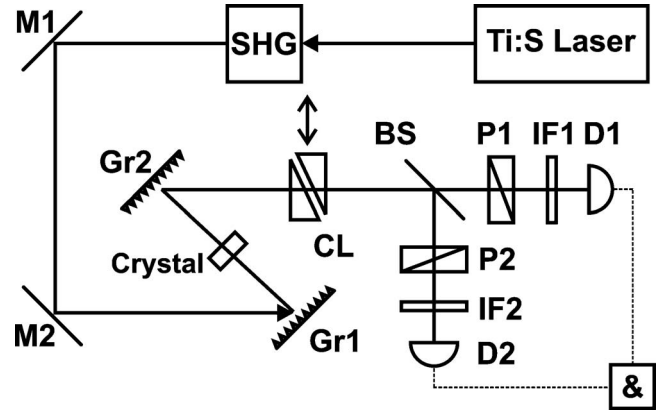 M1
SHG
Ti:S Laser
BS
P1
IF1
D1
Gr2
CL
Crystal
P2
IF2
M2
Gr1
D2
&